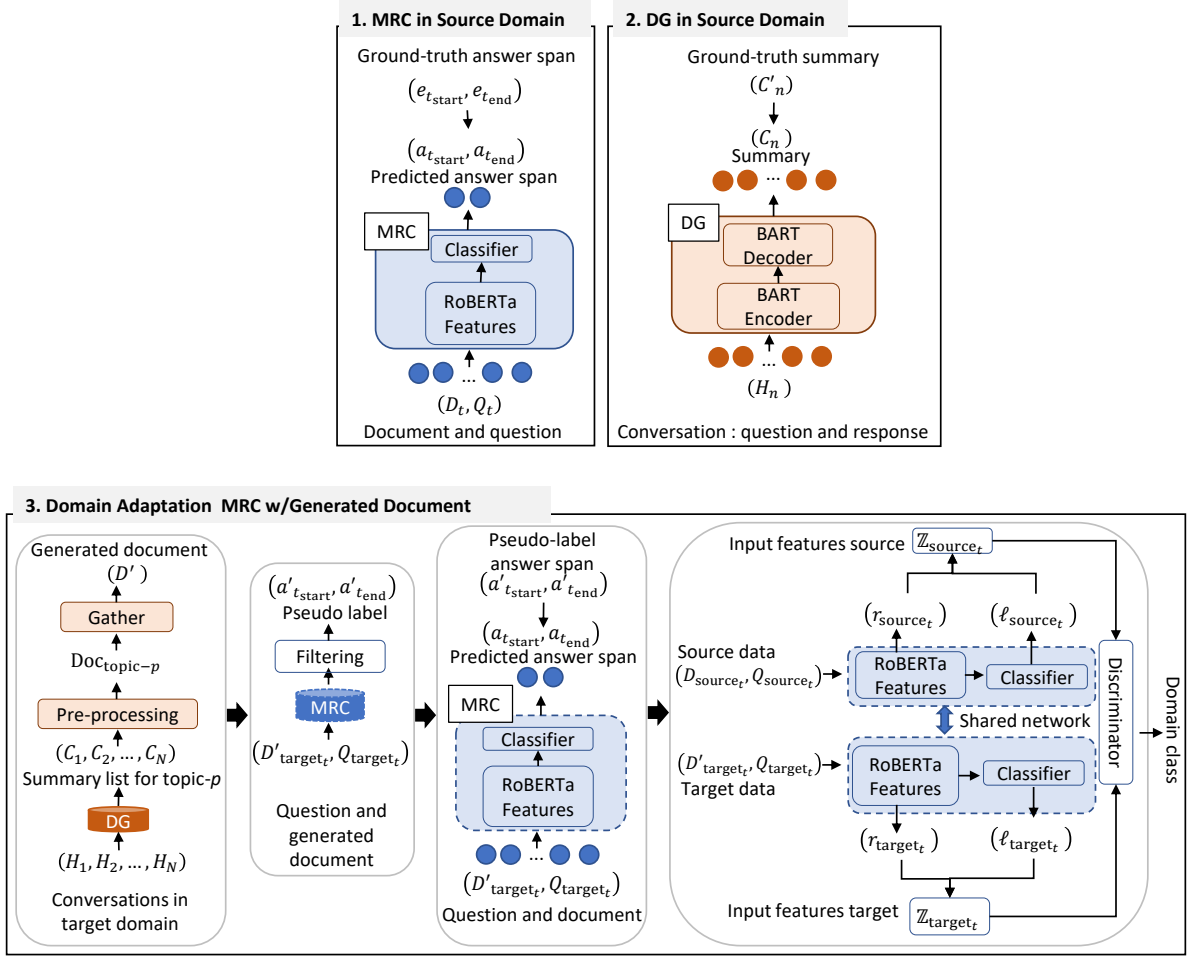 1. MRC in Source Domain
Ground-truth answer span
(e_{t_start}, e_{t_end})
(a_{t_start}, a_{t_end})
Predicted answer span
MRC
Classifier
RoBERTa
Features
...
(D_t, Q_t)
Document and question
2. DG in Source Domain
Ground-truth summary
(C'_n)
(C_n)
Summary
...
DG
BART
Decoder
BART
Encoder
...
(H_n)
Conversation : question and response
3. Domain Adaptation MRC w/Generated Document
Generated document
(D')
Gather
Doc_{topic-p}
Pre-processing
(C_1, C_2, ..., C_N)
Summary list for topic-p
DG
(H_1, H_2, ..., H_N)
Conversations in
target domain
(a'_{t_start}, a'_{t_end})
Pseudo label
Filtering
MRC
(D'_{target_t}, Q_{target_t})
Question and
generated
document
Pseudo-label
answer span
(a'_{t_start}, a'_{t_end})
(a_{t_start}, a_{t_end})
Predicted answer span
MRC
Classifier
RoBERTa
Features
...
(D'_{target_t}, Q_{target_t})
Question and document
Input features source
ℤ_{source_t}
(r_{source_t})
(ℓ_{source_t})
Source data
(D_{source_t}, Q_{source_t})
RoBERTa
Features
Classifier
Shared network
(D'_{target_t}, Q_{target_t})
Target data
RoBERTa
Features
Classifier
(r_{target_t})
(ℓ_{target_t})
Input features target
ℤ_{target_t}
Discriminator
Domain class